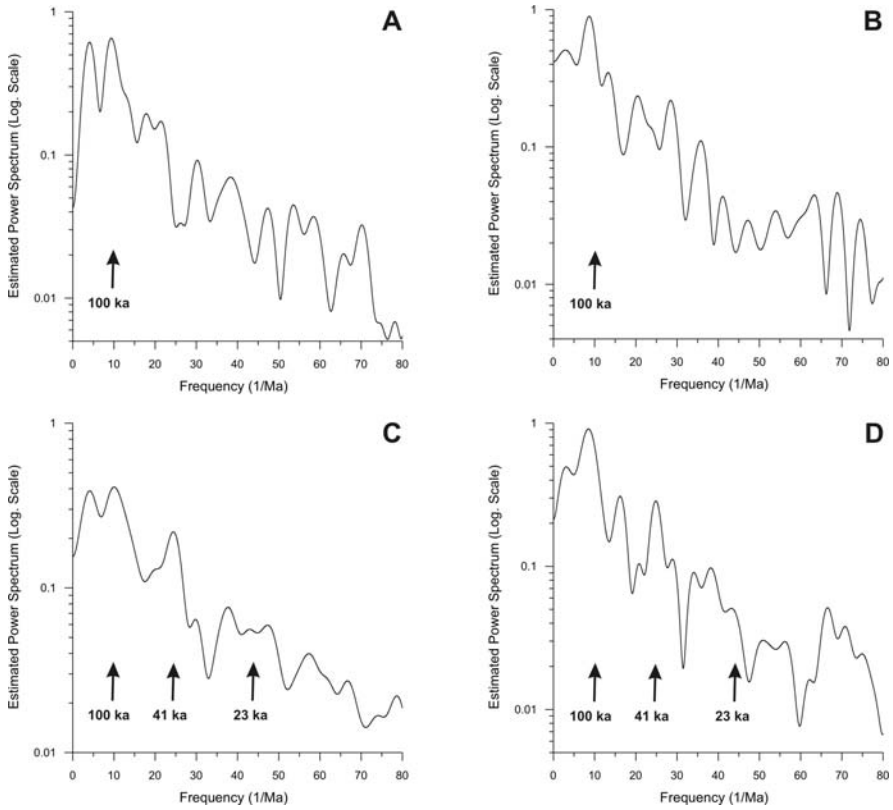 A
Estimated Power Spectrum (Log. Scale)
1
0.1
0.01
100 ka
0 10 20 30 40 50 60 70 80
Frequency (1/Ma)
B
Estimated Power Spectrum (Log. Scale)
1
0.1
0.01
100 ka
0 10 20 30 40 50 60 70 80
Frequency (1/Ma)
C
Estimated Power Spectrum (Log. Scale)
1
0.1
0.01
100 ka 41 ka 23 ka
0 10 20 30 40 50 60 70 80
Frequency (1/Ma)
D
Estimated Power Spectrum (Log. Scale)
1
0.1
0.01
100 ka 41 ka 23 ka
0 10 20 30 40 50 60 70 80
Frequency (1/Ma)